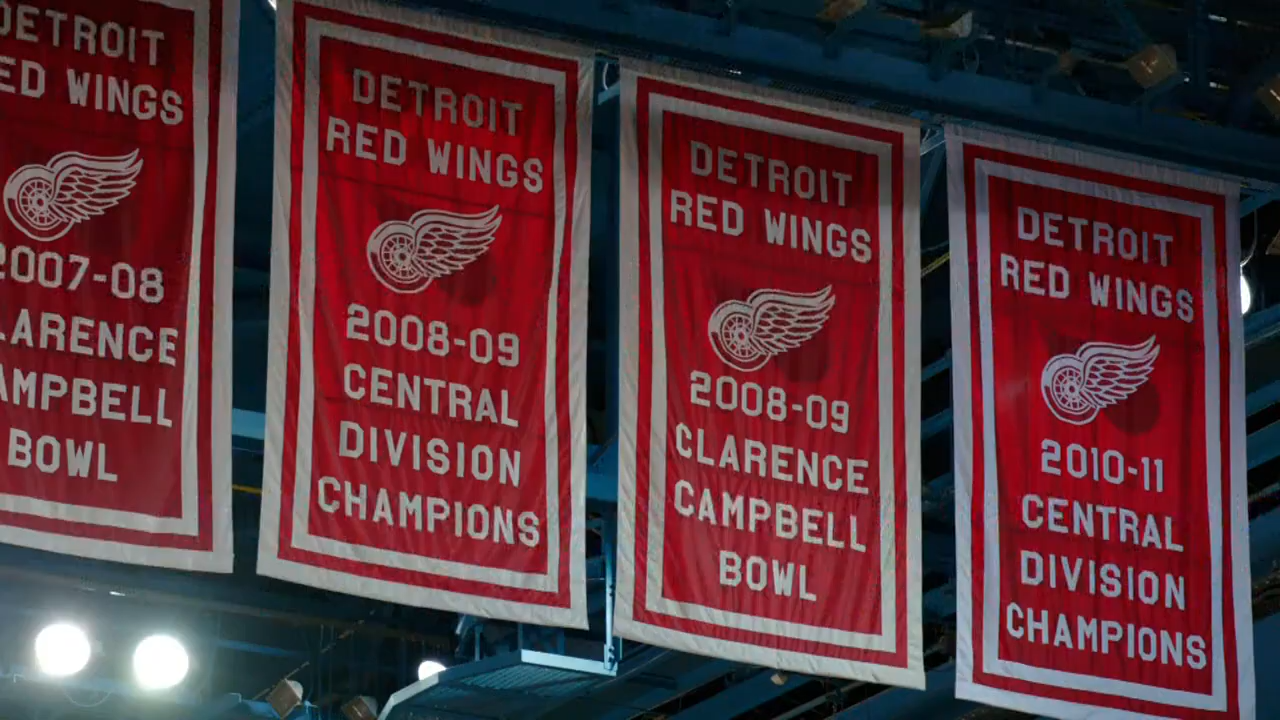 DETROIT
RED WINGS
2007-08
CLARENCE
CAMPBELL
BOWL
DETROIT
RED WINGS
2008-09
CENTRAL
DIVISION
CHAMPIONS
DETROIT
RED WINGS
2008-09
CLARENCE
CAMPBELL
BOWL
DETROIT
RED WINGS
2010-11
CENTRAL
DIVISION
CHAMPIONS